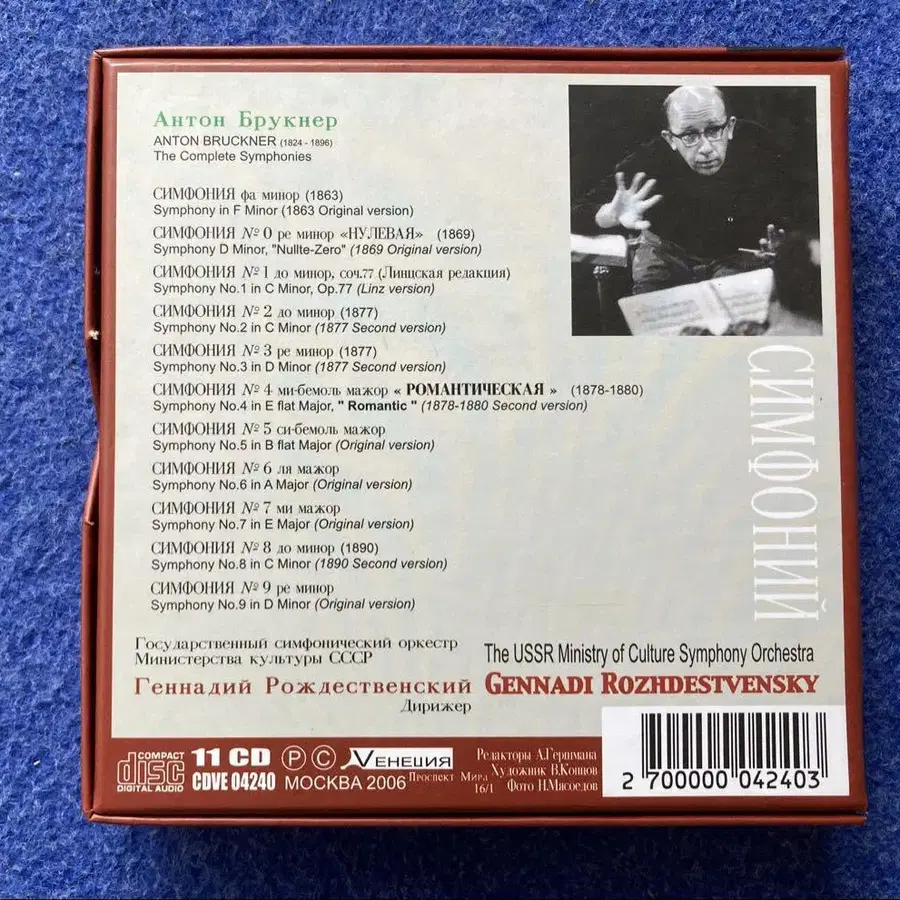 Антон Брукнер
ANTON BRUCKNER (1824 - 1896)
The Complete Symphonies
СИМФОНИЯ фа минор (1863)
Symphony in F Minor (1863 Original version)
СИМФОНИЯ № 0 ре минор «НУЛЕВАЯ» (1869)
Symphony D Minor, "Nullte-Zero" (1869 Original version)
СИМФОНИЯ № 1 до минор, соч.77 (Линцская редакция)
Symphony No.1 in C Minor, Op.77 (Linz version)
СИМФОНИЯ № 2 до минор (1877)
Symphony No.2 in C Minor (1877 Second version)
СИМФОНИЯ № 3 ре минор (1877)
Symphony No.3 in D Minor (1877 Second version)
СИМФОНИЯ № 4 ми-бемоль мажор « РОМАНТИЧЕСКАЯ » (1878-1880)
Symphony No.4 in E flat Major, " Romantic " (1878-1880 Second version)
СИМФОНИЯ № 5 си-бемоль мажор
Symphony No.5 in B flat Major (Original version)
СИМФОНИЯ № 6 ля мажор
Symphony No.6 in A Major (Original version)
СИМФОНИЯ № 7 ми мажор
Symphony No.7 in E Major (Original version)
СИМФОНИЯ № 8 до минор (1890)
Symphony No.8 in C Minor (1890 Second version)
СИМФОНИЯ № 9 ре минор
Symphony No.9 in D Minor (Original version)
СИМФОНИЙ
Государственный симфонический оркестр
Министерства культуры СССР
The USSR Ministry of Culture Symphony Orchestra
Геннадий Рождественский
GENNADI ROZHDESTVENSKY
Дирижер
COMPACT
disc
DIGITAL AUDIO
11 CD
CDVE 04240
Ⓟ Ⓒ
Венеция
МОСКВА 2006
Проспект Мира
16/1
Редакторы А.Герцмана
Художник В.Концов
Фото Н.Мясоедов
2 700000 042403